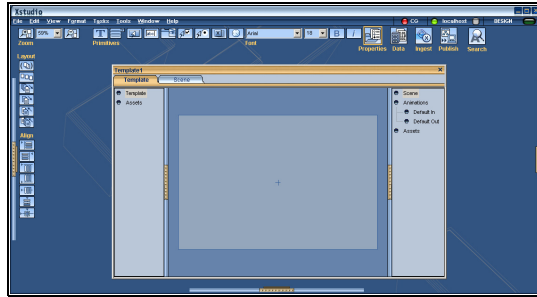 Xstudio
File Edit View Format Tasks Tools Window Help
CG localhost DESIGN
59% Arial 18 B I
Zoom Primitives Font Properties Data Ingest Publish Search
Layout
Align
Template1
Template Scene
Template
Assets
Scene
Animations
Default In
Default Out
Assets